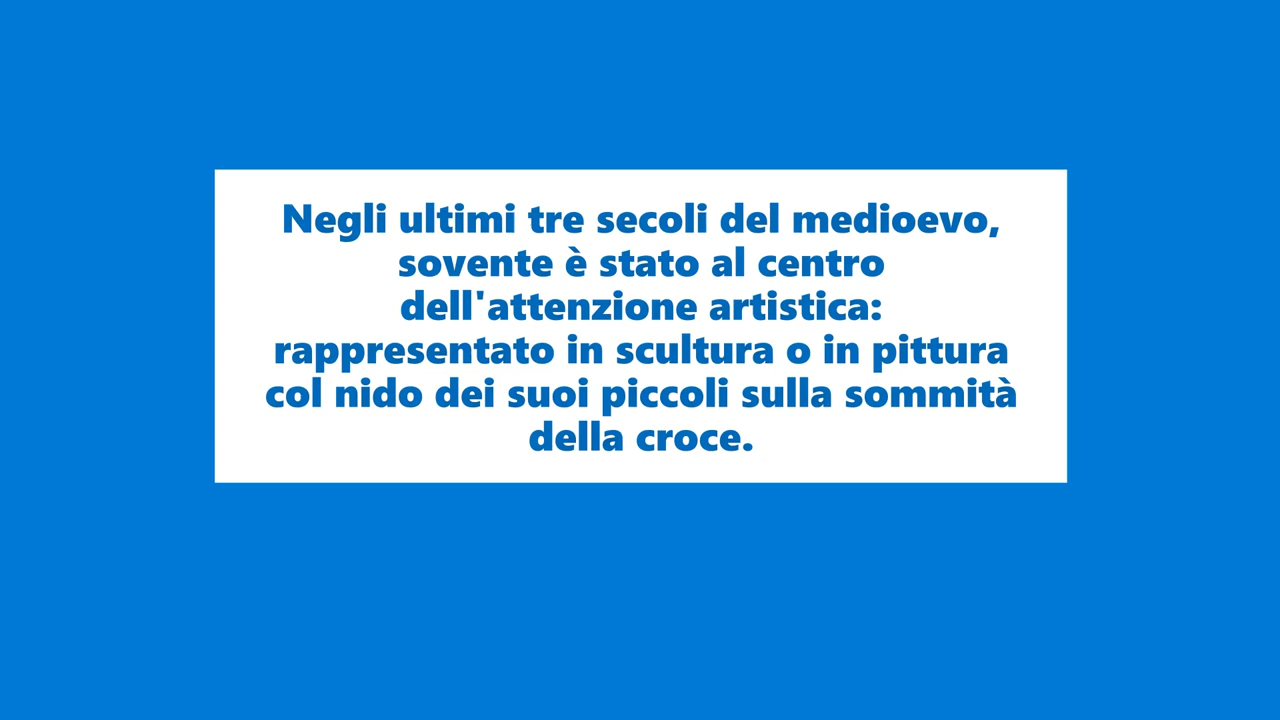 Negli ultimi tre secoli del medioevo,
sovente è stato al centro
dell'attenzione artistica:
rappresentato in scultura o in pittura
col nido dei suoi piccoli sulla sommità
della croce.